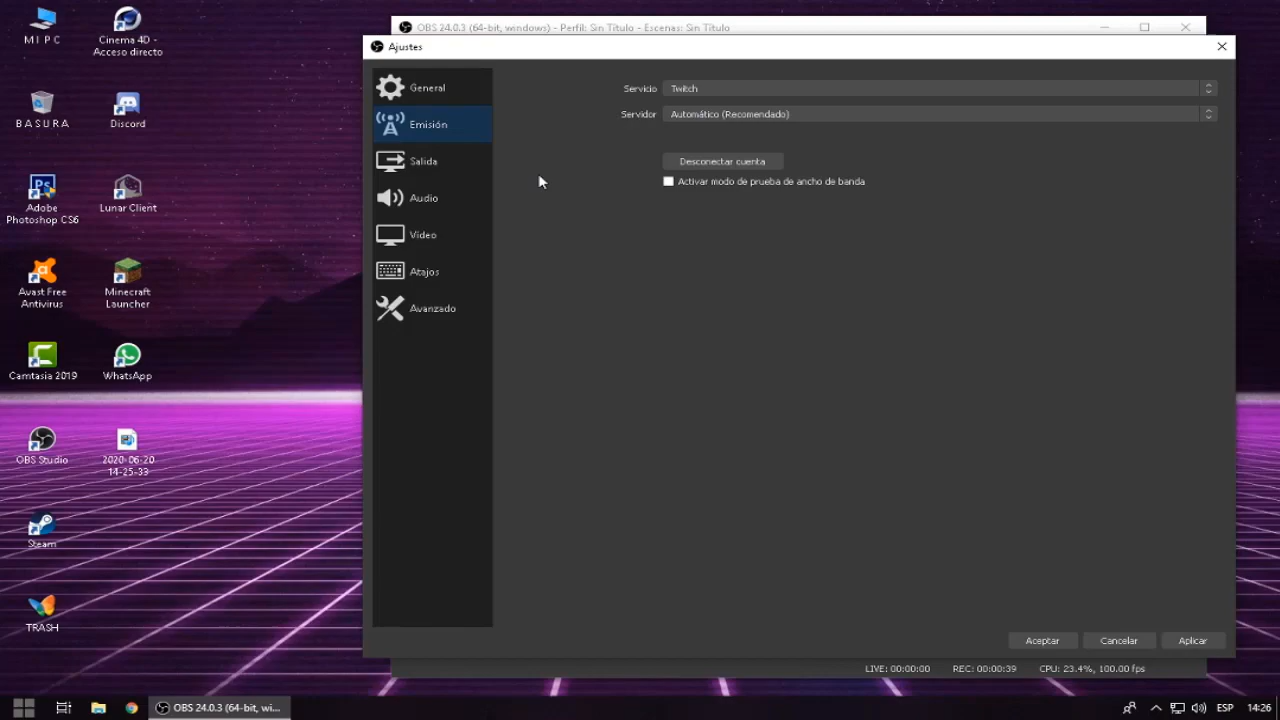 M I P C
Cinema 4D -
Acceso directo
B A S U R A
Discord
Adobe
Photoshop CS6
Lunar Client
Avast Free
Antivirus
Minecraft
Launcher
Camtasia 2019
WhatsApp
OBS Studio
2020-06-20
14-25-33
Steam
TRASH
OBS 24.0.3 (64-bit, windows) - Perfil: Sin Título - Escenas: Sin Título
Ajustes
General
Emisión
Salida
Audio
Vídeo
Atajos
Avanzado
Servicio
Twitch
Servidor
Automático (Recomendado)
Desconectar cuenta
Activar modo de prueba de ancho de banda
Aceptar
Cancelar
Aplicar
LIVE: 00:00:00
REC: 00:00:39
CPU: 23.4%, 100.00 fps
OBS 24.0.3 (64-bit, wi...
ESP
14:26